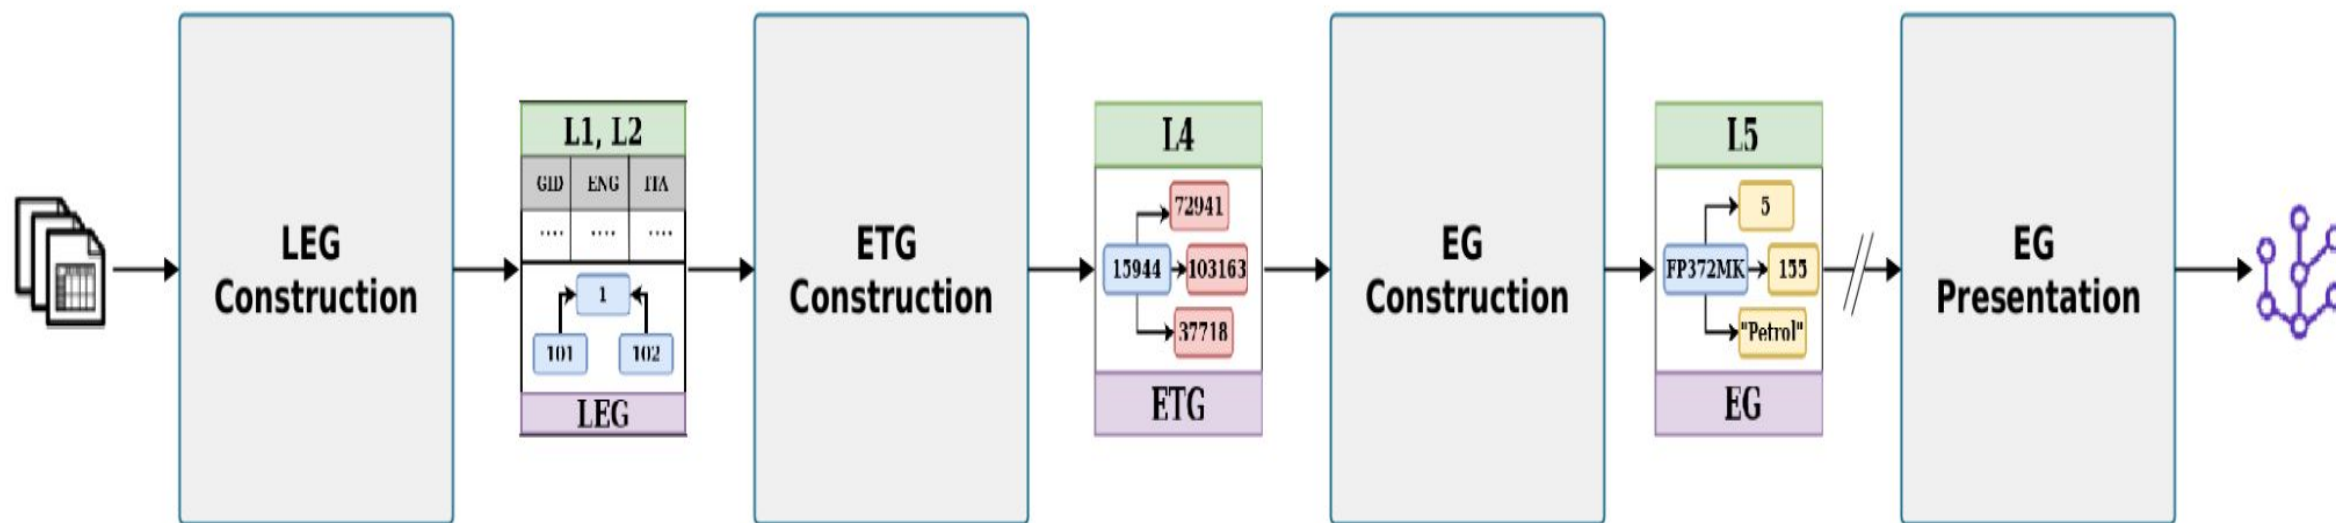 LEG
Construction
L1, L2
GID ENG ITA
.... .... ....
1
101 102
LEG
ETG
Construction
L4
72941
15944 103163
37718
ETG
EG
Construction
L5
5
FP372MK 155
"Petrol"
EG
EG
Presentation